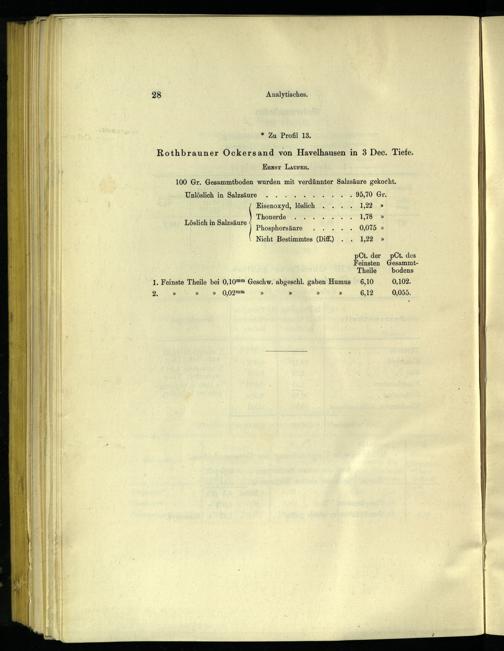 28 Analytisches.
* Zu Profil 13.
Rothbrauner Ockersand von Havelhausen in 3 Dec. Tiefe.
Ernst Laufer.
100 Gr. Gesammtboden wurden mit verdünnter Salzsäure gekocht.
Unlöslich in Salzsäure . . . . . . . . . . 95,70 Gr.
Eisenoxyd, löslich . . . . 1,22 »
Thonerde . . . . . . . 1,78 »
Löslich in Salzsäure
Phosphorsäure . . . . . 0,075 »
Nicht Bestimmtes (Diff.) . . 1,22 »
pCt. der pCt. des
Feinsten Gesammt-
Theile bodens
1. Feinste Theile bei 0,10mm Geschw. abgeschl. gaben Humus 6,10 0,102.
2. » » » 0,02mm » » » » 6,12 0,055.